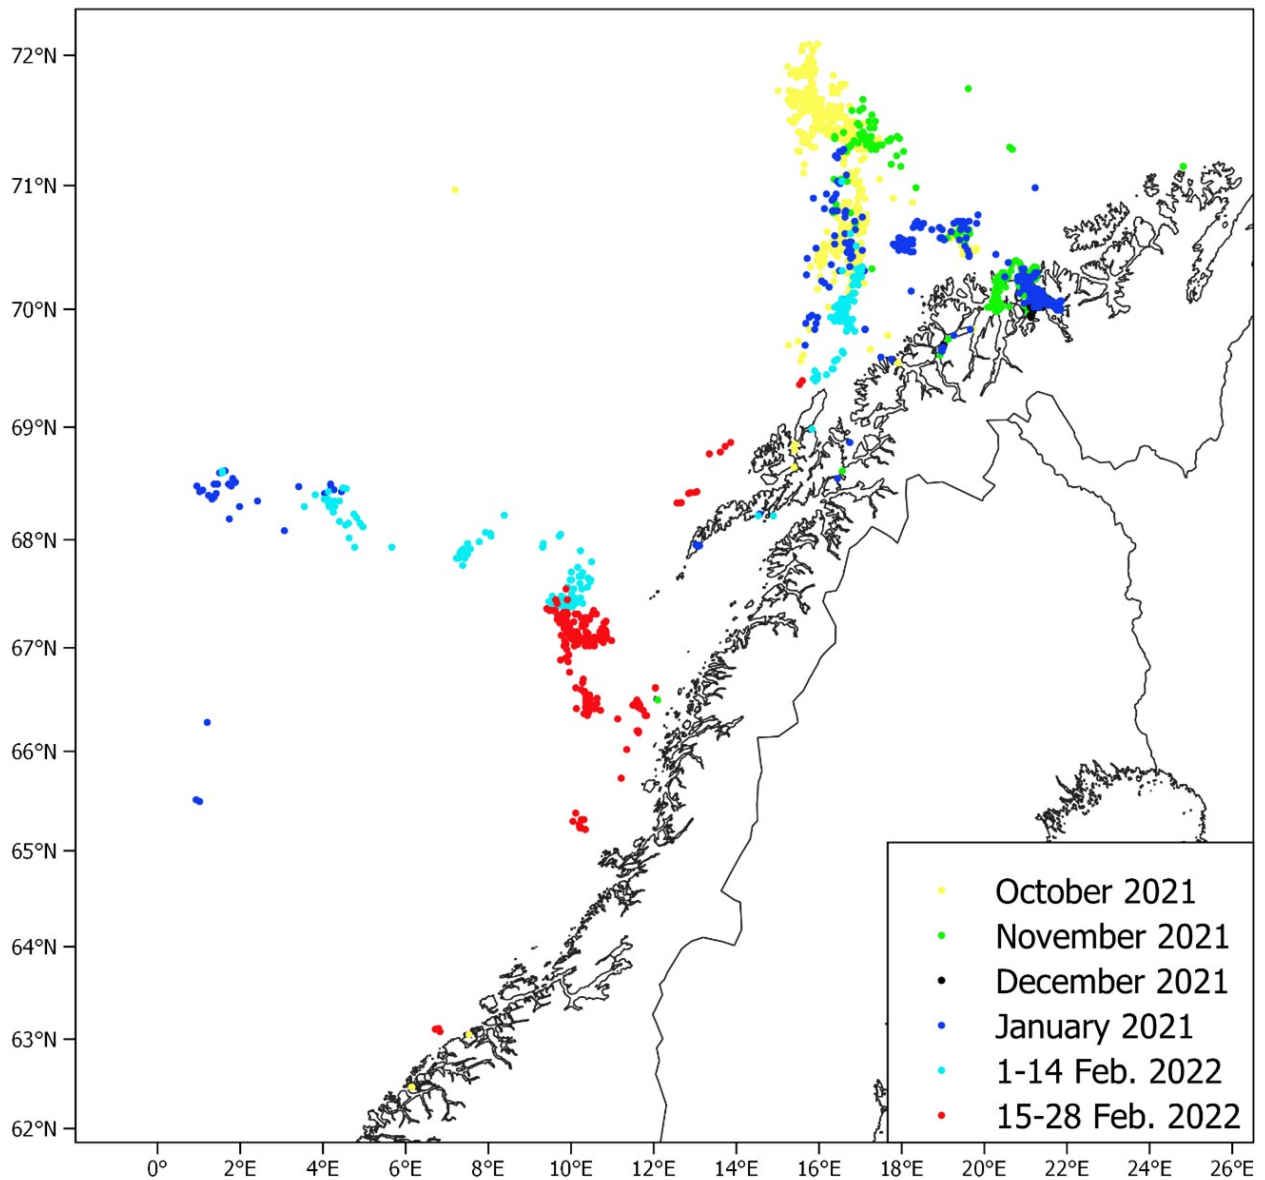 72°N
71°N
70°N
69°N
68°N
67°N
66°N
65°N
64°N
63°N
62°N
October 2021
November 2021
December 2021
January 2021
1-14 Feb. 2022
15-28 Feb. 2022
0° 2°E 4°E 6°E 8°E 10°E 12°E 14°E 16°E 18°E 20°E 22°E 24°E 26°E